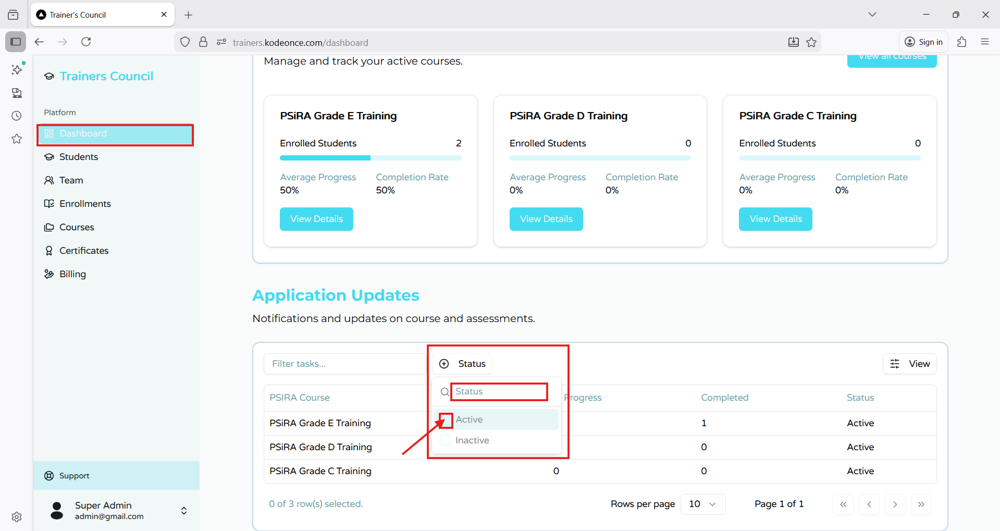 Trainer's Council
trainers.kodeonce.com/dashboard
Sign in
Trainers Council
Platform
Dashboard
Students
Team
Enrollments
Courses
Certificates
Billing
Support
Super Admin
admin@gmail.com
Manage and track your active courses.
View all courses
PSiRA Grade E Training
Enrolled Students 2
Average Progress Completion Rate
50% 50%
View Details
PSiRA Grade D Training
Enrolled Students 0
Average Progress Completion Rate
0% 0%
View Details
PSiRA Grade C Training
Enrolled Students 0
Average Progress Completion Rate
0% 0%
View Details
Application Updates
Notifications and updates on course and assessments.
Filter tasks...
Status
View
Status
Active
Inactive
PSIRA Course Progress Completed Status
PSiRA Grade E Training 1 Active
PSiRA Grade D Training 0 Active
PSiRA Grade C Training 0 0 Active
0 of 3 row(s) selected.
Rows per page 10
Page 1 of 1